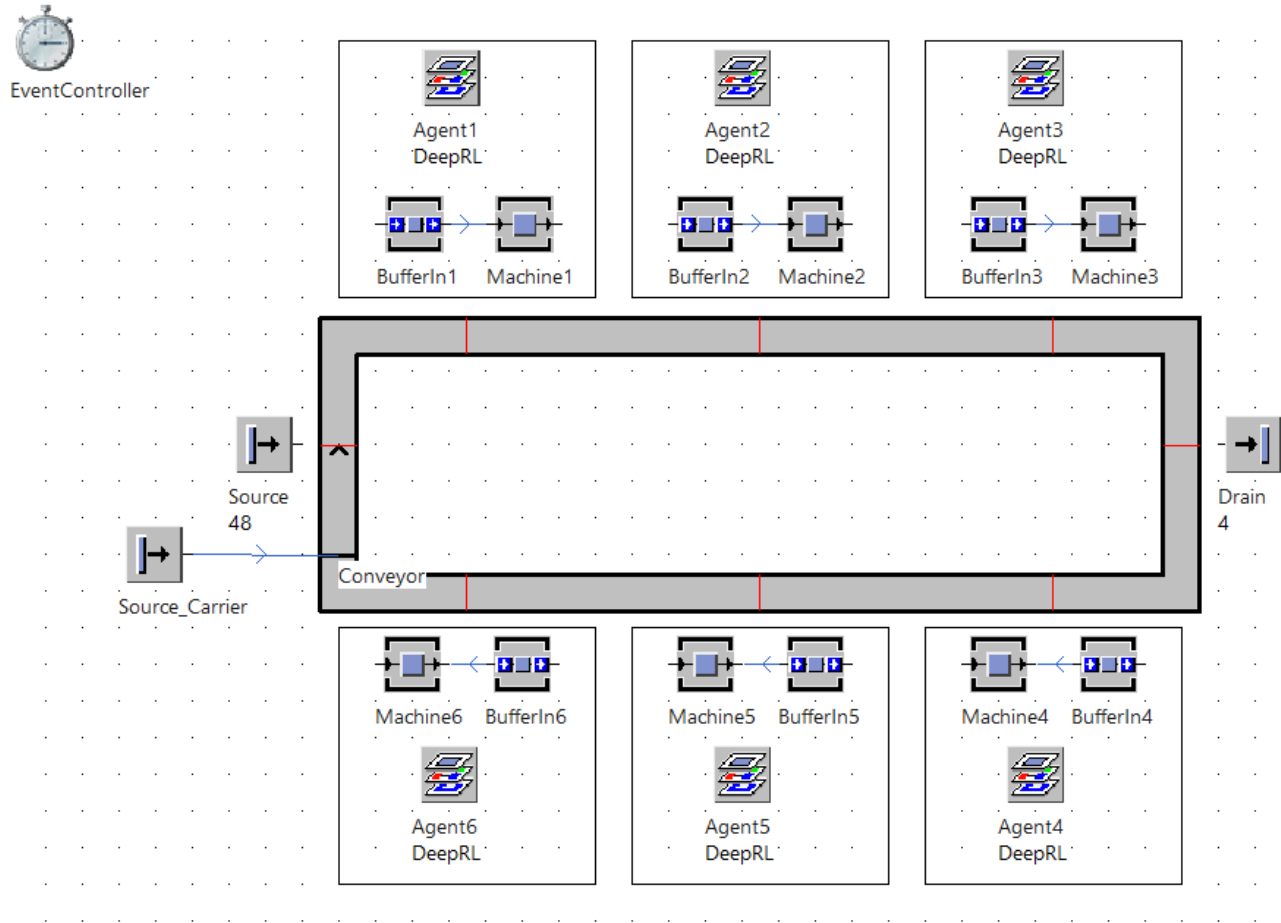 EventController
Agent1
DeepRL
Agent2
DeepRL
Agent3
DeepRL
BufferIn1
Machine1
BufferIn2
Machine2
BufferIn3
Machine3
Source
48
Drain
4
Source_Carrier
Conveyor
Machine6
BufferIn6
Machine5
BufferIn5
Machine4
BufferIn4
Agent6
DeepRL
Agent5
DeepRL
Agent4
DeepRL